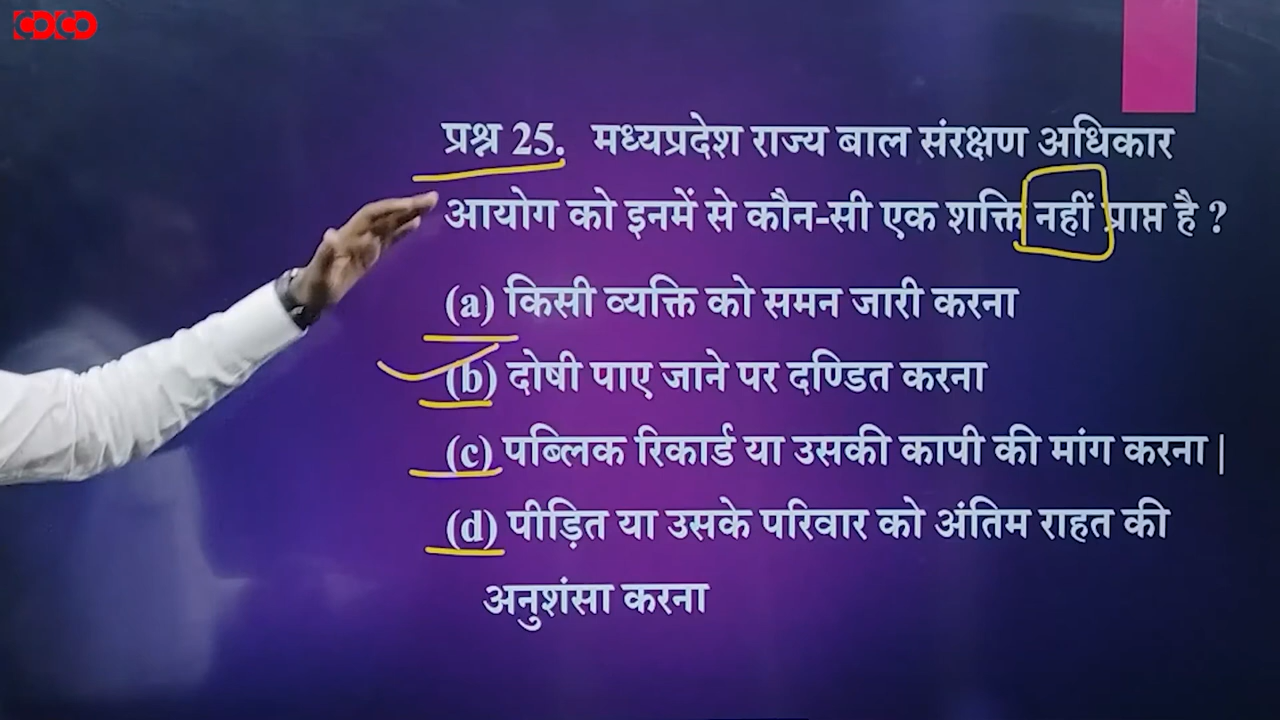 COCO
प्रश्न 25. मध्यप्रदेश राज्य बाल संरक्षण अधिकार
आयोग को इनमें से कौन-सी एक शक्ति नहीं प्राप्त है ?
(a) किसी व्यक्ति को समन जारी करना
(b) दोषी पाए जाने पर दण्डित करना
(c) पब्लिक रिकार्ड या उसकी कापी की मांग करना |
(d) पीड़ित या उसके परिवार को अंतिम राहत की
अनुशंसा करना